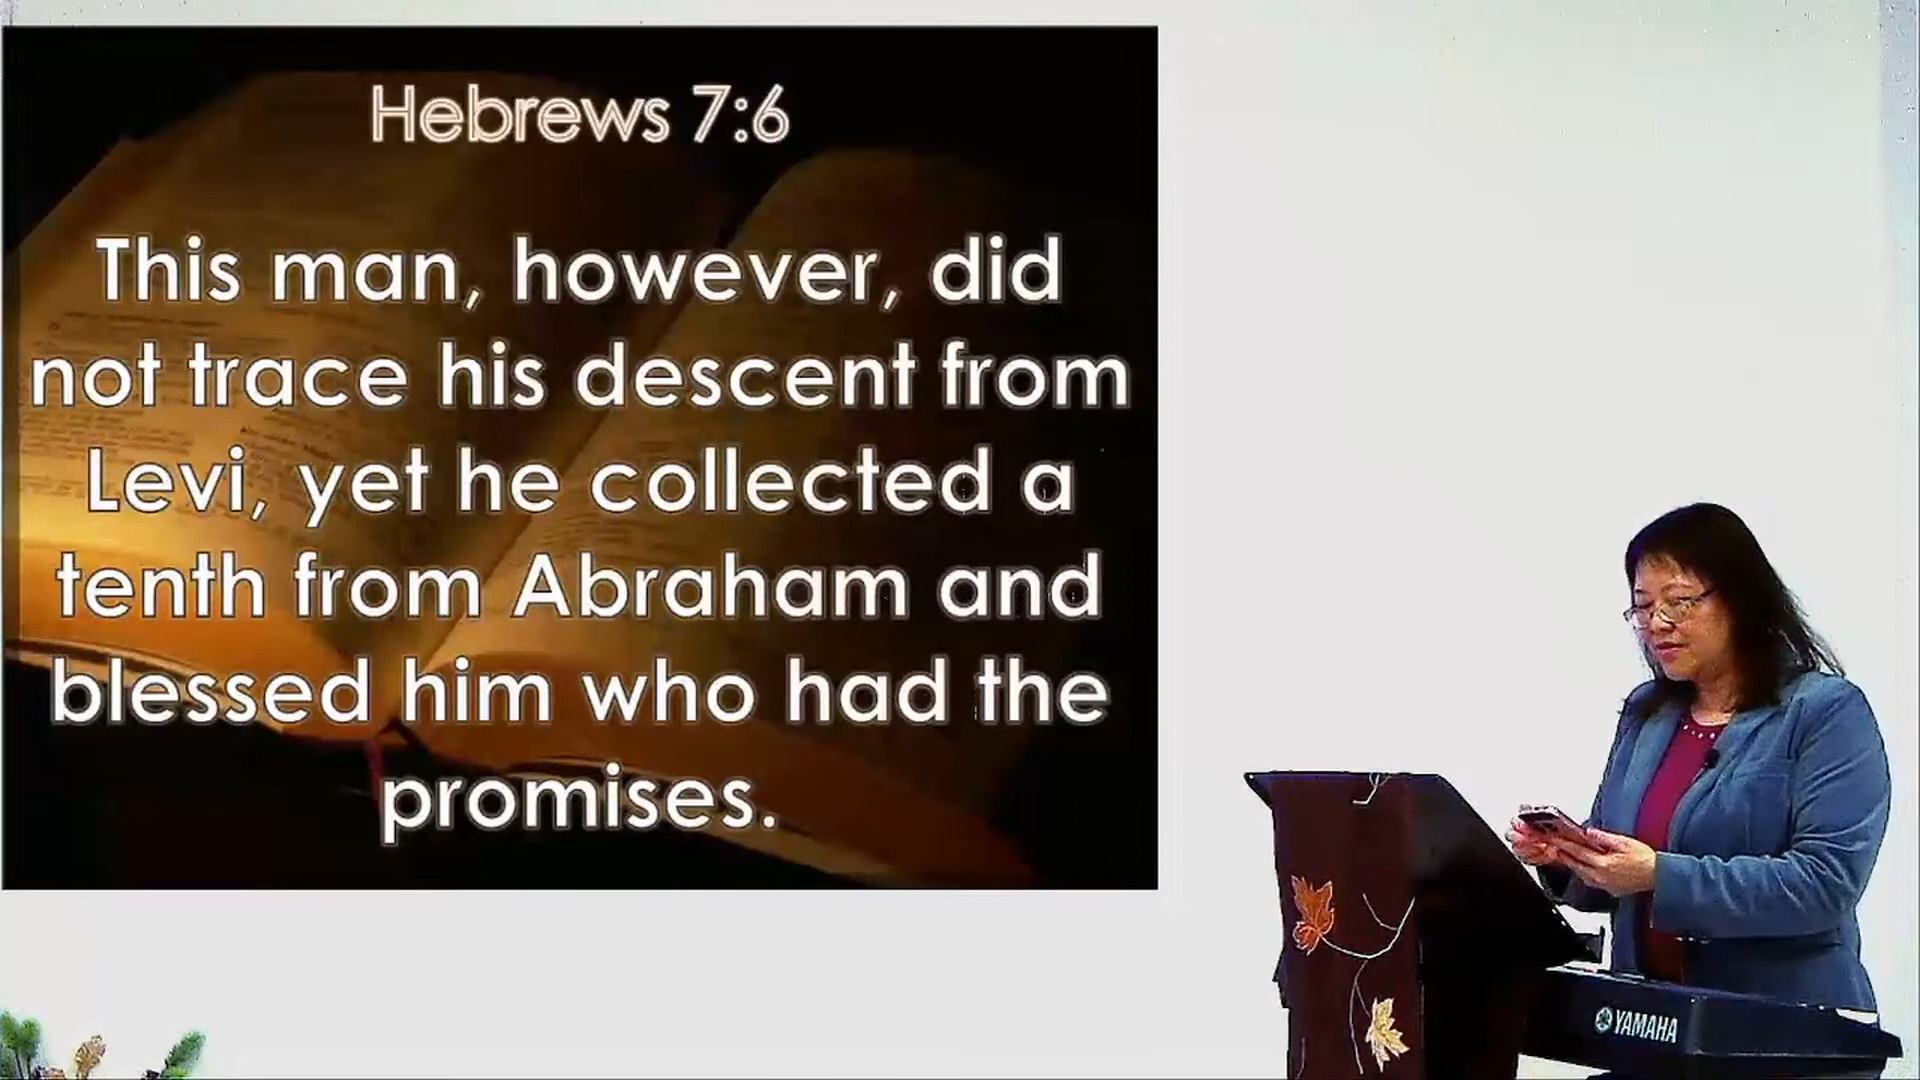 Hebrews 7:6
This man, however, did
not trace his descent from
Levi, yet he collected a
tenth from Abraham and
blessed him who had the
promises.
YAMAHA